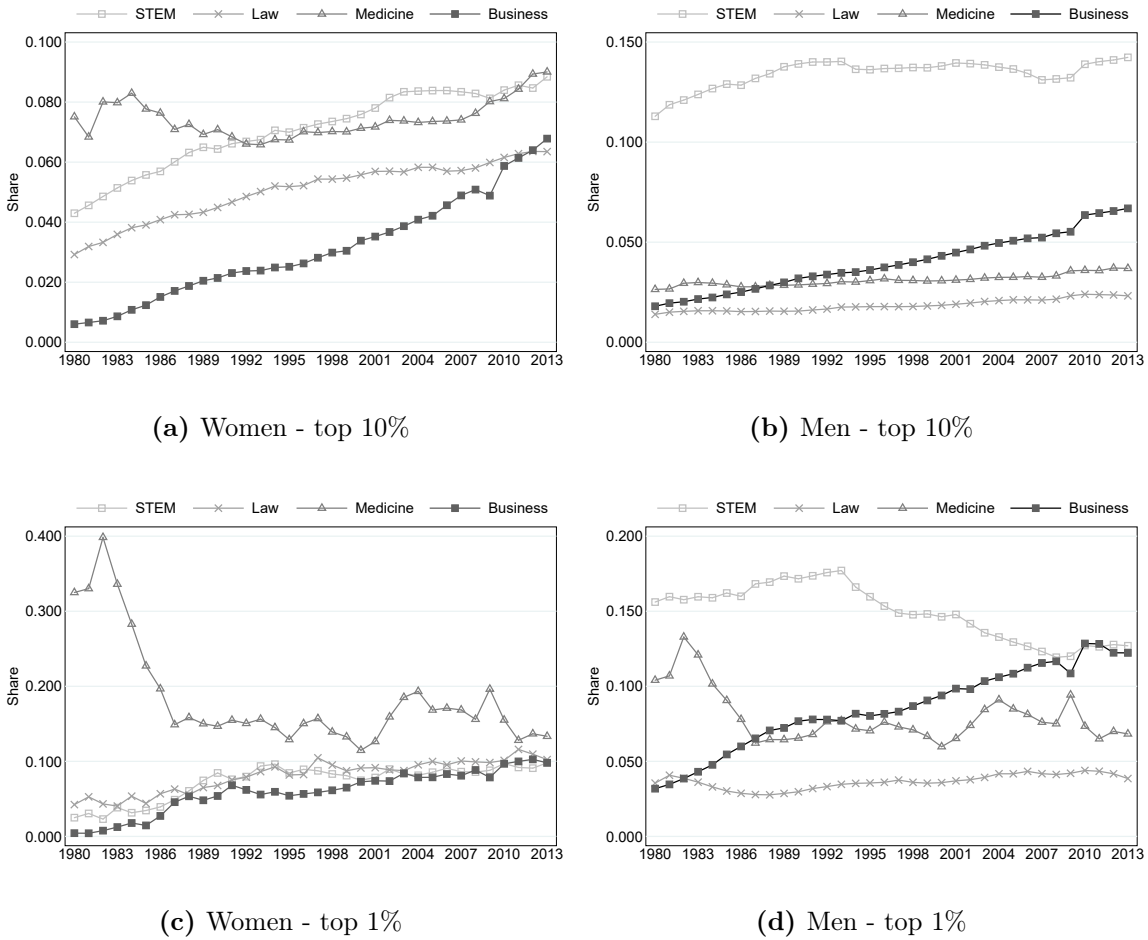 STEM Law Medicine Business
0.100
0.080
0.060
0.040
0.020
0.000
Share
1980 1983 1986 1989 1992 1995 1998 2001 2004 2007 2010 2013
(a) Women - top 10%
STEM Law Medicine Business
0.150
0.100
0.050
0.000
Share
1980 1983 1986 1989 1992 1995 1998 2001 2004 2007 2010 2013
(b) Men - top 10%
STEM Law Medicine Business
0.400
0.300
0.200
0.100
0.000
Share
1980 1983 1986 1989 1992 1995 1998 2001 2004 2007 2010 2013
(c) Women - top 1%
STEM Law Medicine Business
0.200
0.150
0.100
0.050
0.000
Share
1980 1983 1986 1989 1992 1995 1998 2001 2004 2007 2010 2013
(d) Men - top 1%